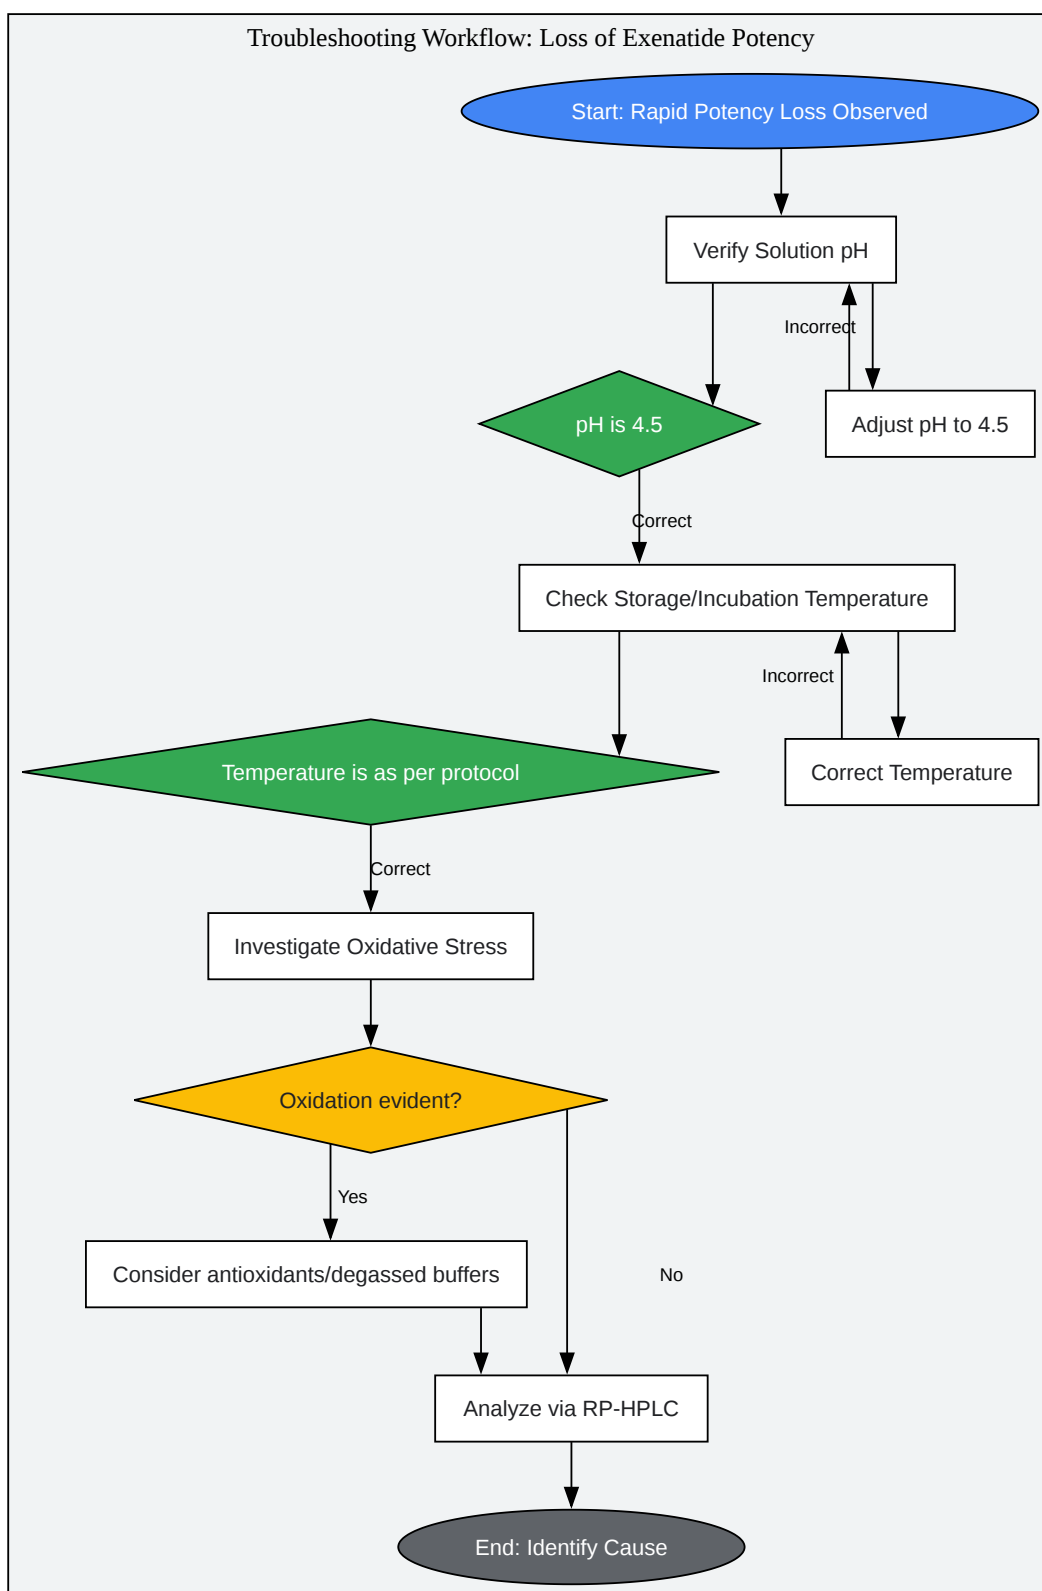 Troubleshooting Workflow: Loss of Exenatide Potency
Start: Rapid Potency Loss Observed
Verify Solution pH
Incorrect
pH is 4.5
Adjust pH to 4.5
Correct
Check Storage/Incubation Temperature
Incorrect
Temperature is as per protocol
Correct Temperature
Correct
Investigate Oxidative Stress
Oxidation evident?
Yes
Consider antioxidants/degassed buffers
No
Analyze via RP-HPLC
End: Identify Cause